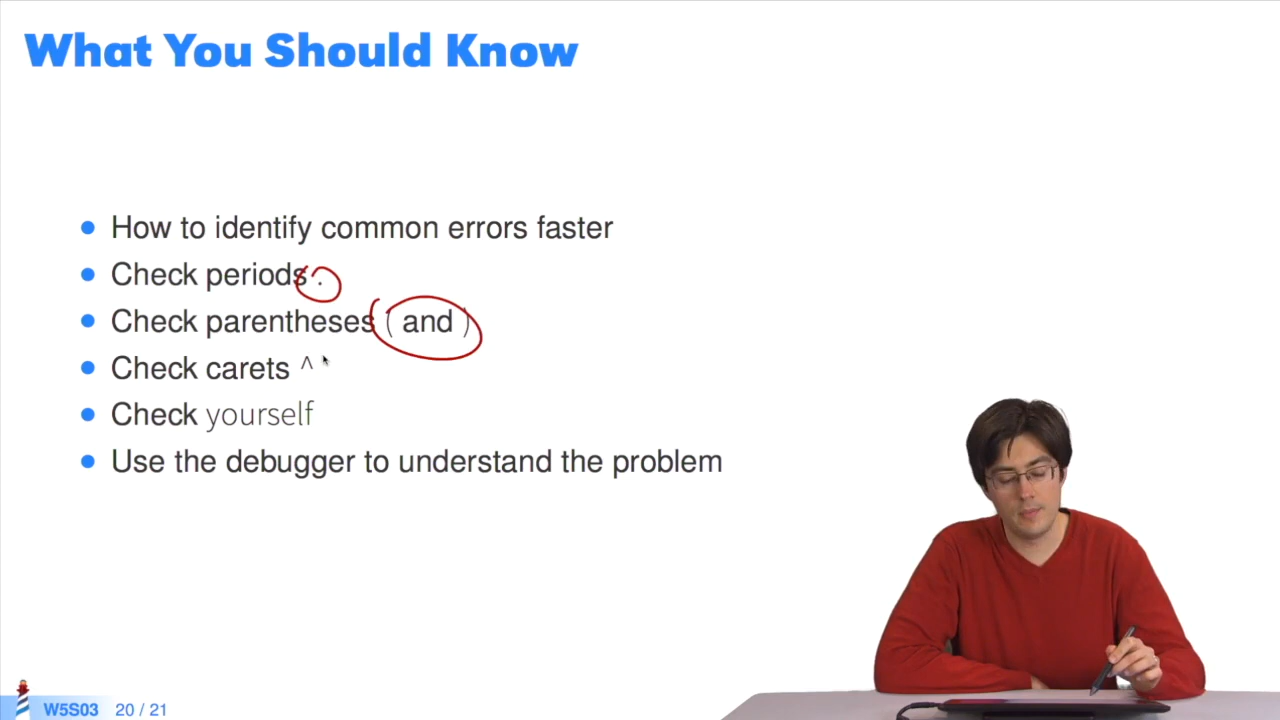 What You Should Know
How to identify common errors faster
Check periods .
Check parentheses ( and )
Check carets ^
Check yourself
Use the debugger to understand the problem
W5S03 20 / 21